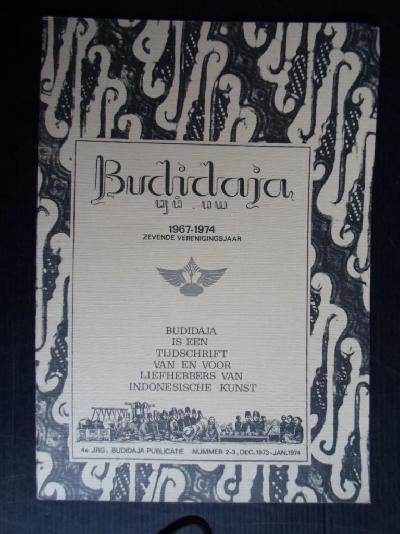 Budidaja
1967-1974
ZEVENDE VERENIGINGSJAAR
BUDIDAJA
IS EEN
TIJDSCHRIFT
VAN EN VOOR
LIEFHEBBERS VAN
INDONESISCHE KUNST
4e JRG. BUDIDAJA PUBLICATIE NUMMER 2-3, DEC. 1973-JAN. 1974